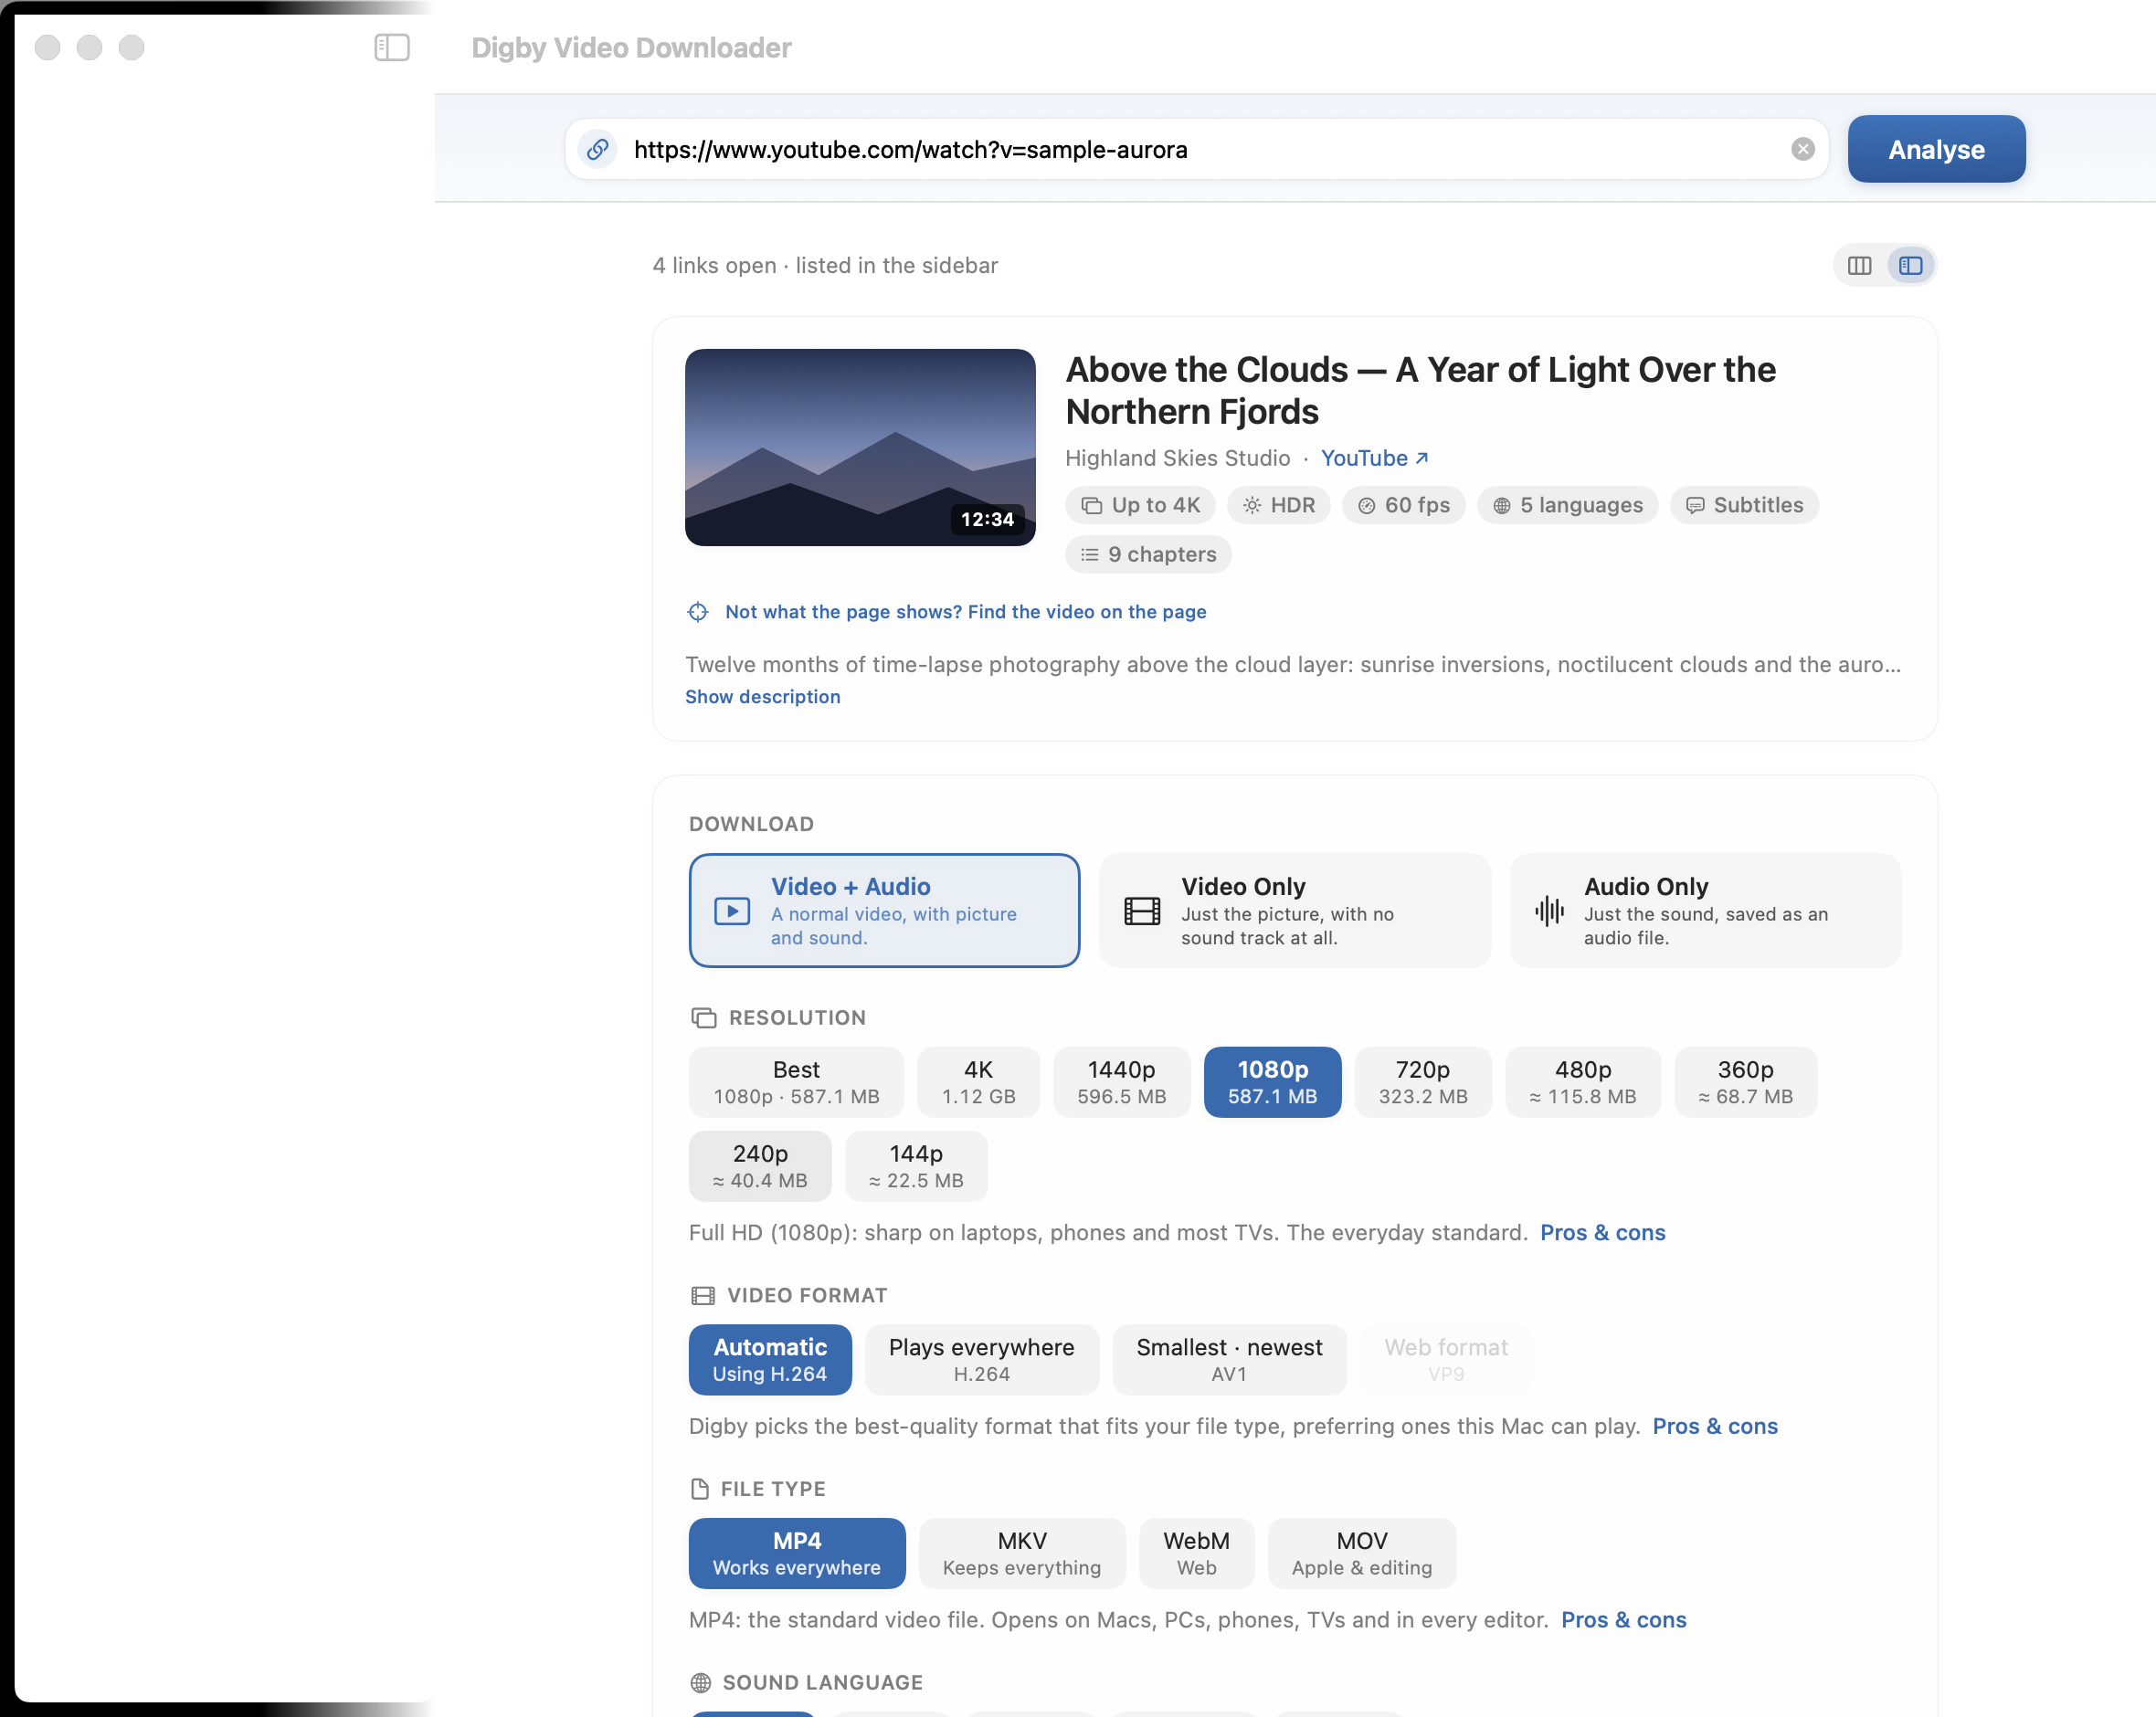 Digby Video Downloader
https://www.youtube.com/watch?v=sample-aurora
Analyse
4 links open · listed in the sidebar
12:34
Above the Clouds — A Year of Light Over the
Northern Fjords
Highland Skies Studio · YouTube ↗
Up to 4K HDR 60 fps 5 languages Subtitles
9 chapters
Not what the page shows? Find the video on the page
Twelve months of time-lapse photography above the cloud layer: sunrise inversions, noctilucent clouds and the auro...
Show description
DOWNLOAD
Video + Audio
A normal video, with picture
and sound.
Video Only
Just the picture, with no
sound track at all.
Audio Only
Just the sound, saved as an
audio file.
RESOLUTION
Best
1080p · 587.1 MB
4K
1.12 GB
1440p
596.5 MB
1080p
587.1 MB
720p
323.2 MB
480p
≈ 115.8 MB
360p
≈ 68.7 MB
240p
≈ 40.4 MB
144p
≈ 22.5 MB
Full HD (1080p): sharp on laptops, phones and most TVs. The everyday standard. Pros & cons
VIDEO FORMAT
Automatic
Using H.264
Plays everywhere
H.264
Smallest · newest
AV1
Web format
VP9
Digby picks the best-quality format that fits your file type, preferring ones this Mac can play. Pros & cons
FILE TYPE
MP4
Works everywhere
MKV
Keeps everything
WebM
Web
MOV
Apple & editing
MP4: the standard video file. Opens on Macs, PCs, phones, TVs and in every editor. Pros & cons
SOUND LANGUAGE